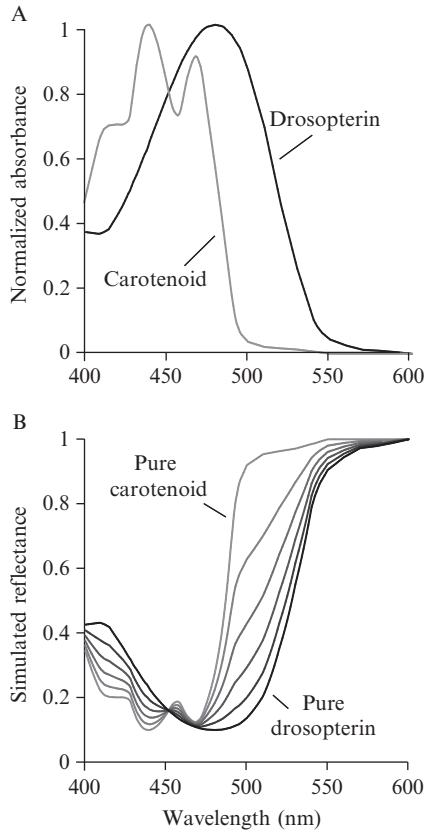 A
Normalized absorbance
1
0.8
0.6
0.4
0.2
0
Drosopterin
Carotenoid
400
450
500
550
600
B
Simulated reflectance
1
0.8
0.6
0.4
0.2
0
Pure
carotenoid
Pure
drosopterin
400
450
500
550
600
Wavelength (nm)